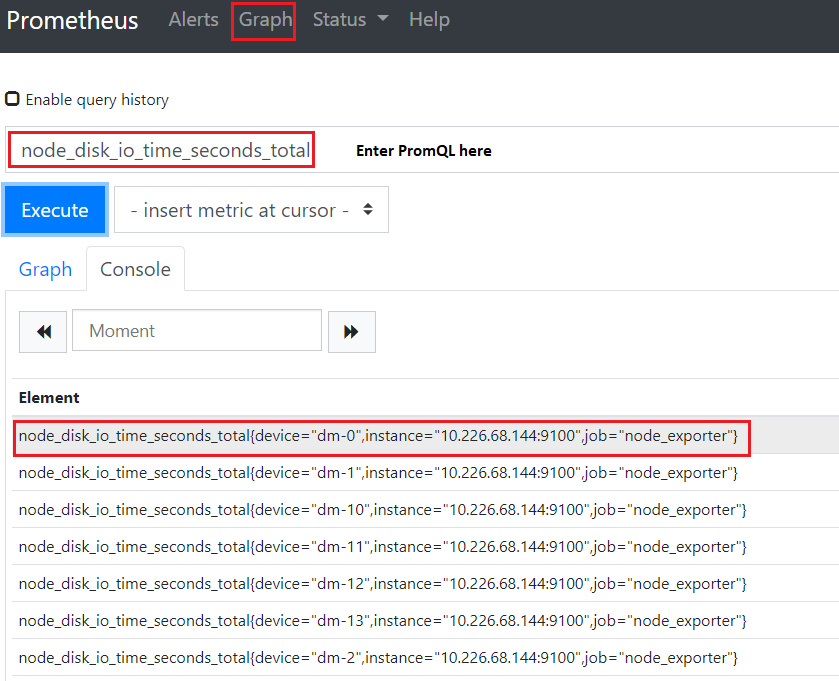 Prometheus Alerts Graph Status Help
Enable query history
node_disk_io_time_seconds_total Enter PromQL here
Execute - insert metric at cursor -
Graph Console
Moment
Element
node_disk_io_time_seconds_total{device="dm-0",instance="10.226.68.144:9100",job="node_exporter"}
node_disk_io_time_seconds_total{device="dm-1",instance="10.226.68.144:9100",job="node_exporter"}
node_disk_io_time_seconds_total{device="dm-10",instance="10.226.68.144:9100",job="node_exporter"}
node_disk_io_time_seconds_total{device="dm-11",instance="10.226.68.144:9100",job="node_exporter"}
node_disk_io_time_seconds_total{device="dm-12",instance="10.226.68.144:9100",job="node_exporter"}
node_disk_io_time_seconds_total{device="dm-13",instance="10.226.68.144:9100",job="node_exporter"}
node_disk_io_time_seconds_total{device="dm-2",instance="10.226.68.144:9100",job="node_exporter"}